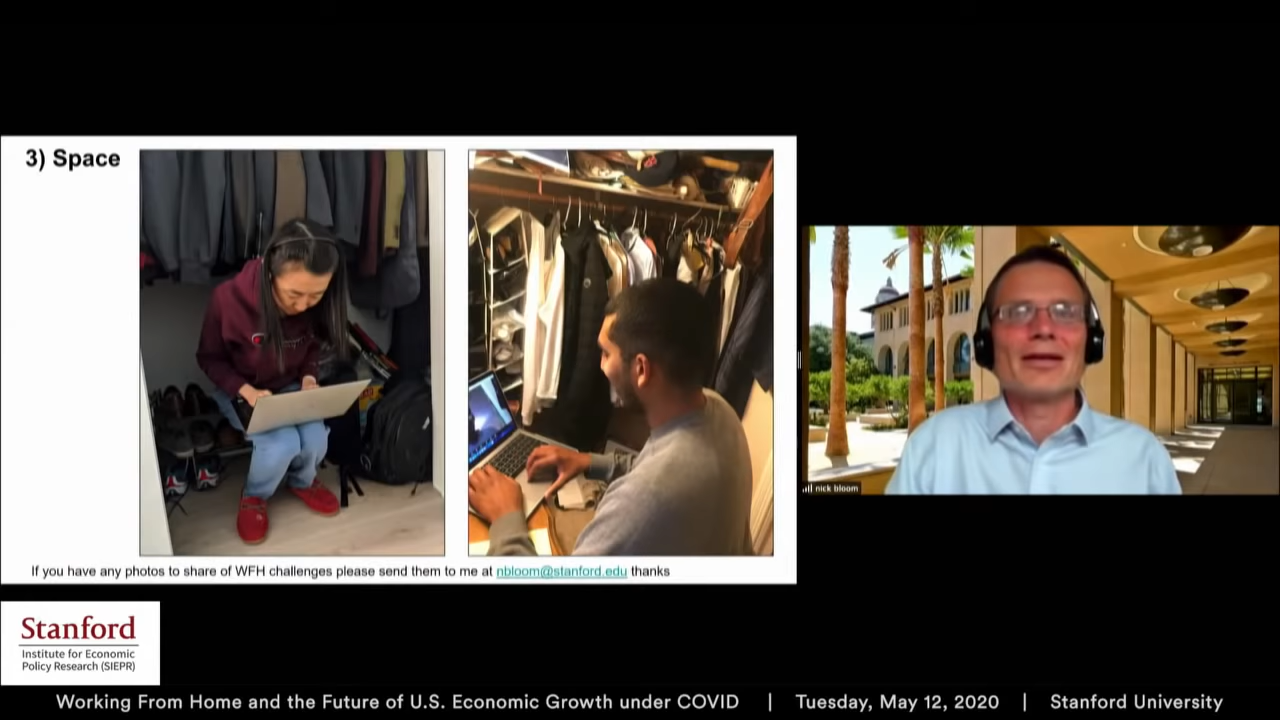 3) Space
If you have any photos to share of WFH challenges please send them to me at nbloom@stanford.edu thanks
nick bloom
Stanford
Institute for Economic
Policy Research (SIEPR)
Working From Home and the Future of U.S. Economic Growth under COVID | Tuesday, May 12, 2020 | Stanford University